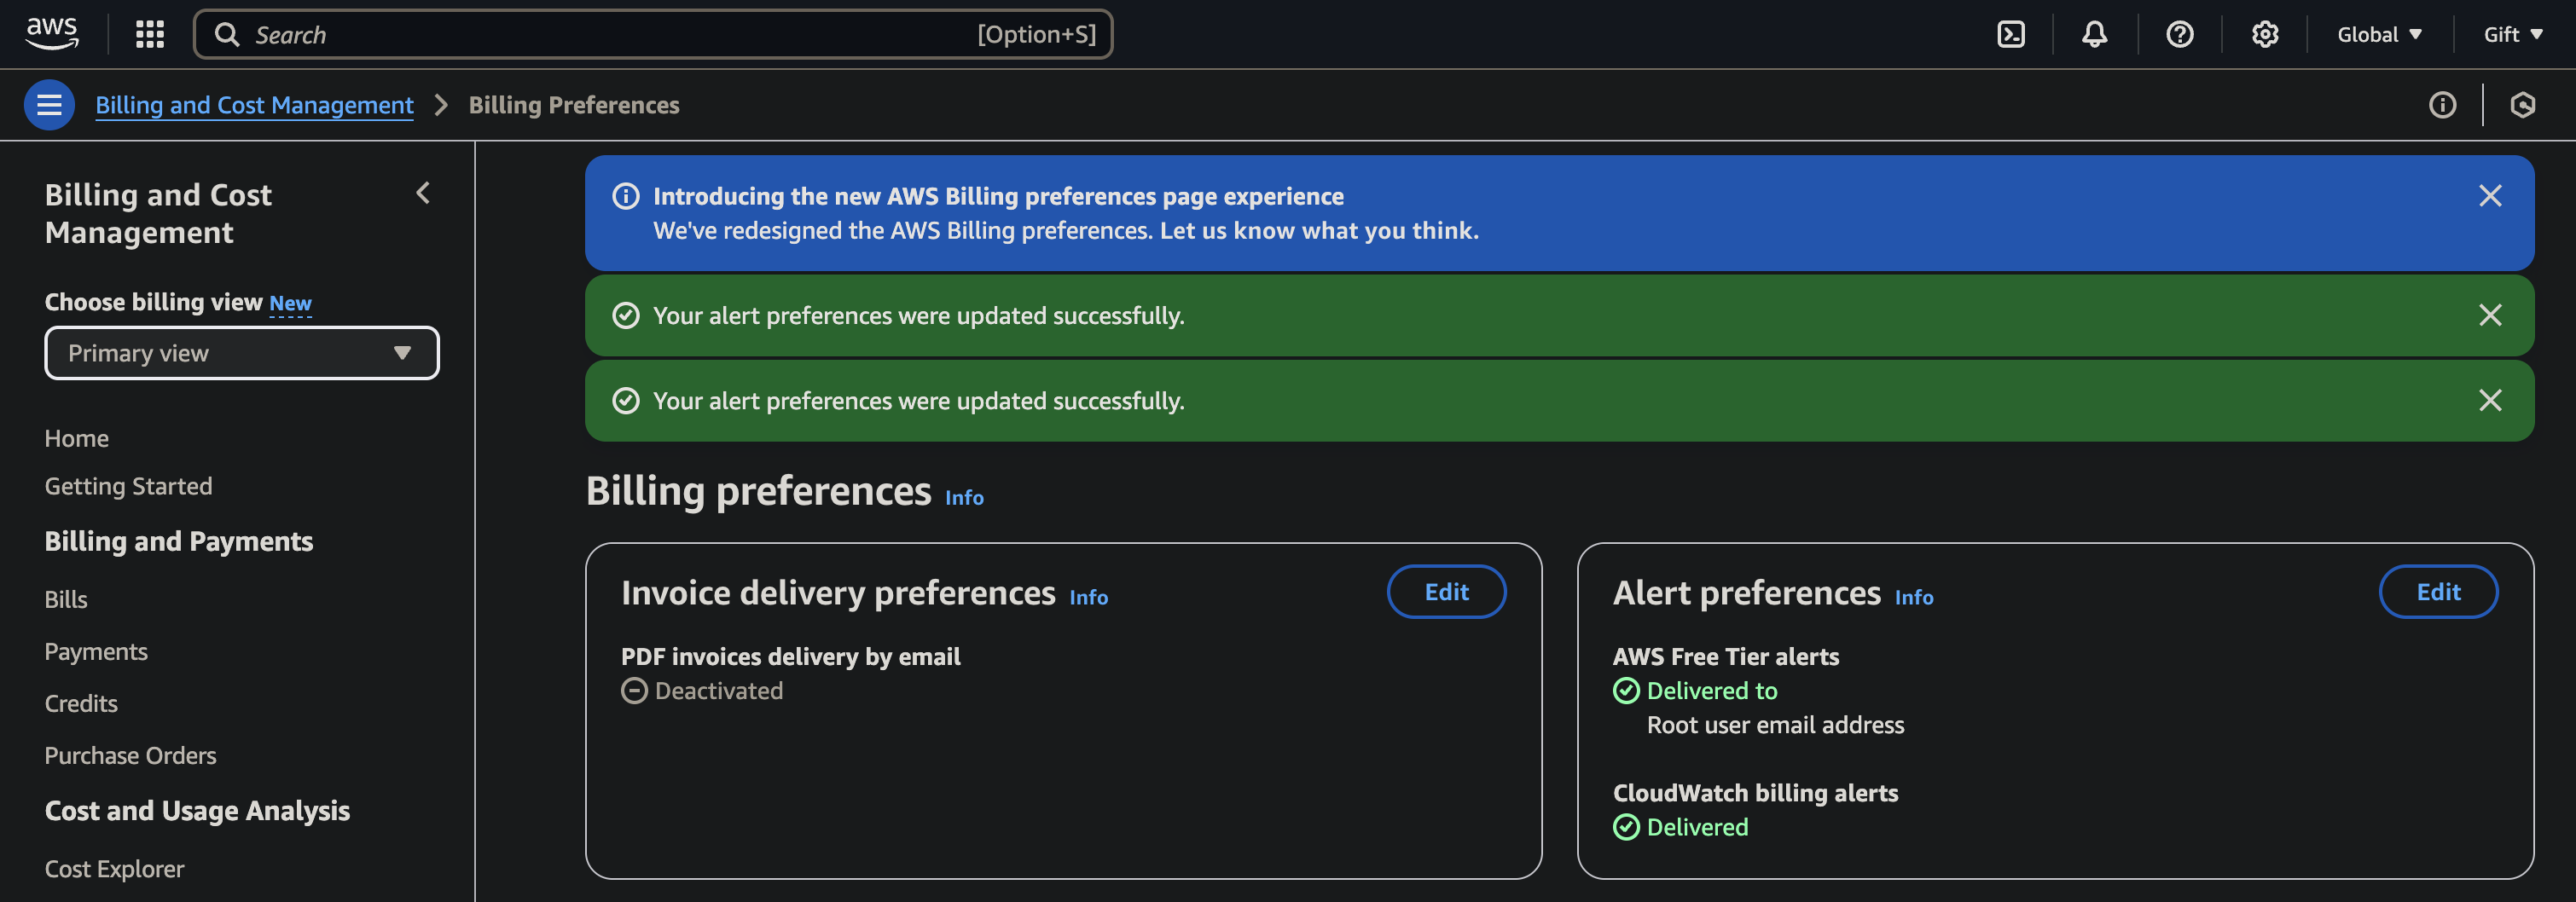 aws
Search
[Option+S]
Global
Gift
Billing and Cost Management
Billing Preferences
Billing and Cost
Management
Choose billing view New
Primary view
Home
Getting Started
Billing and Payments
Bills
Payments
Credits
Purchase Orders
Cost and Usage Analysis
Cost Explorer
Introducing the new AWS Billing preferences page experience
We've redesigned the AWS Billing preferences. Let us know what you think.
Your alert preferences were updated successfully.
Your alert preferences were updated successfully.
Billing preferences Info
Invoice delivery preferences Info
Edit
PDF invoices delivery by email
Deactivated
Alert preferences Info
Edit
AWS Free Tier alerts
Delivered to
Root user email address
CloudWatch billing alerts
Delivered